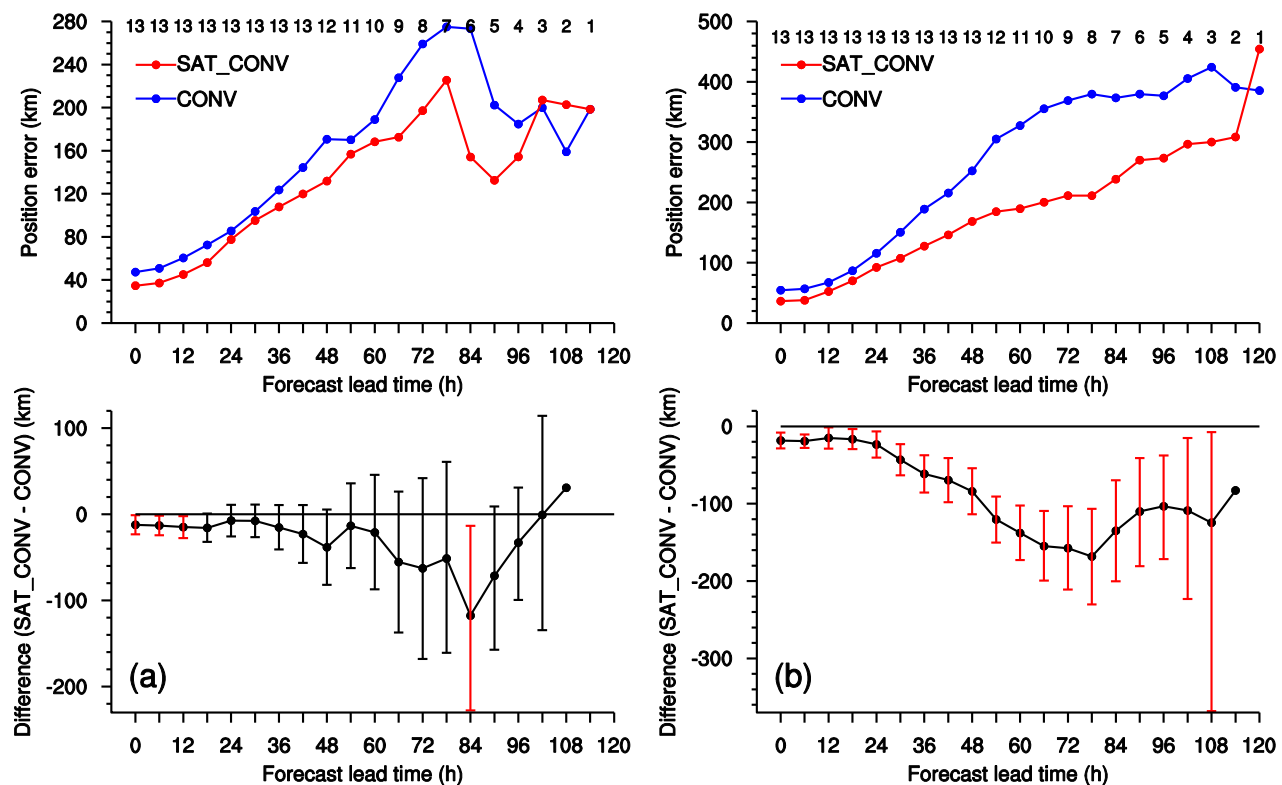 280
240
200
160
120
80
40
0
Position error (km)
13 13 13 13 13 13 13 13 12 11 10 9 8 7 6 5 4 3 2 1
SAT_CONV
CONV
0 12 24 36 48 60 72 84 96 108 120
Forecast lead time (h)
500
400
300
200
100
0
Position error (km)
13 13 13 13 13 13 13 13 13 12 11 10 9 8 7 6 5 4 3 2 1
SAT_CONV
CONV
0 12 24 36 48 60 72 84 96 108 120
Forecast lead time (h)
100
0
-100
-200
Difference (SAT_CONV - CONV) (km)
(a)
0 12 24 36 48 60 72 84 96 108 120
Forecast lead time (h)
0
-100
-200
-300
Difference (SAT_CONV - CONV) (km)
(b)
0 12 24 36 48 60 72 84 96 108 120
Forecast lead time (h)